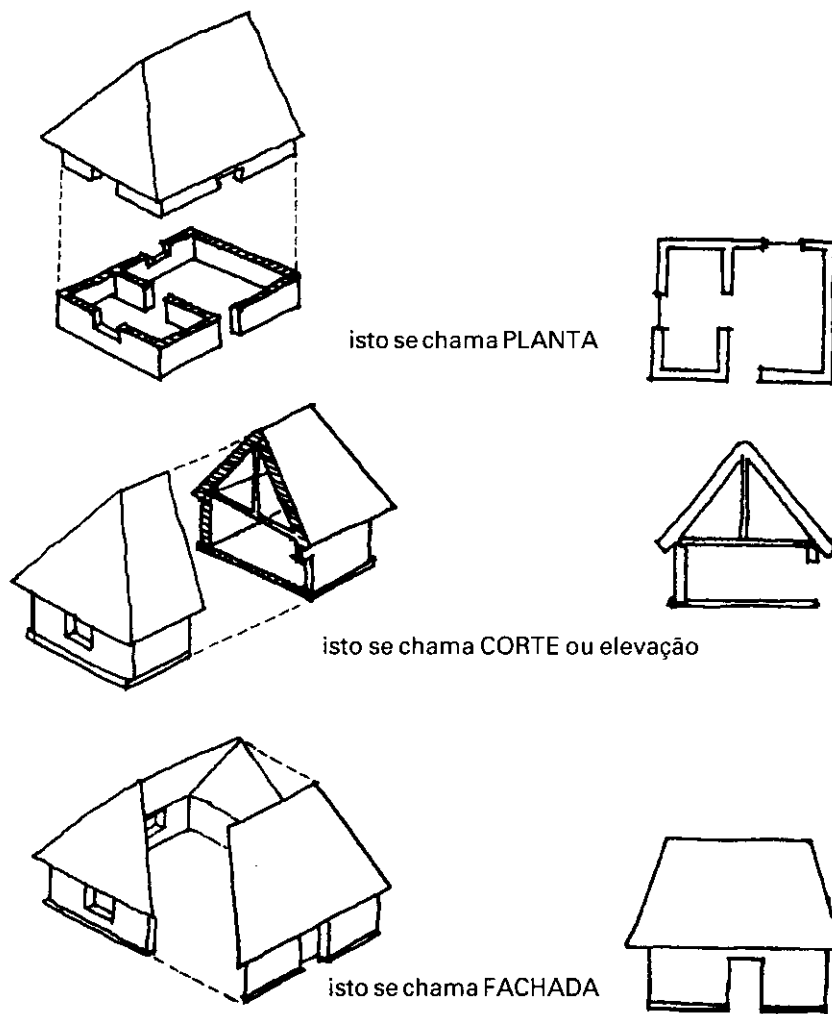 isto se chama PLANTA
isto se chama CORTE ou elevação
isto se chama FACHADA